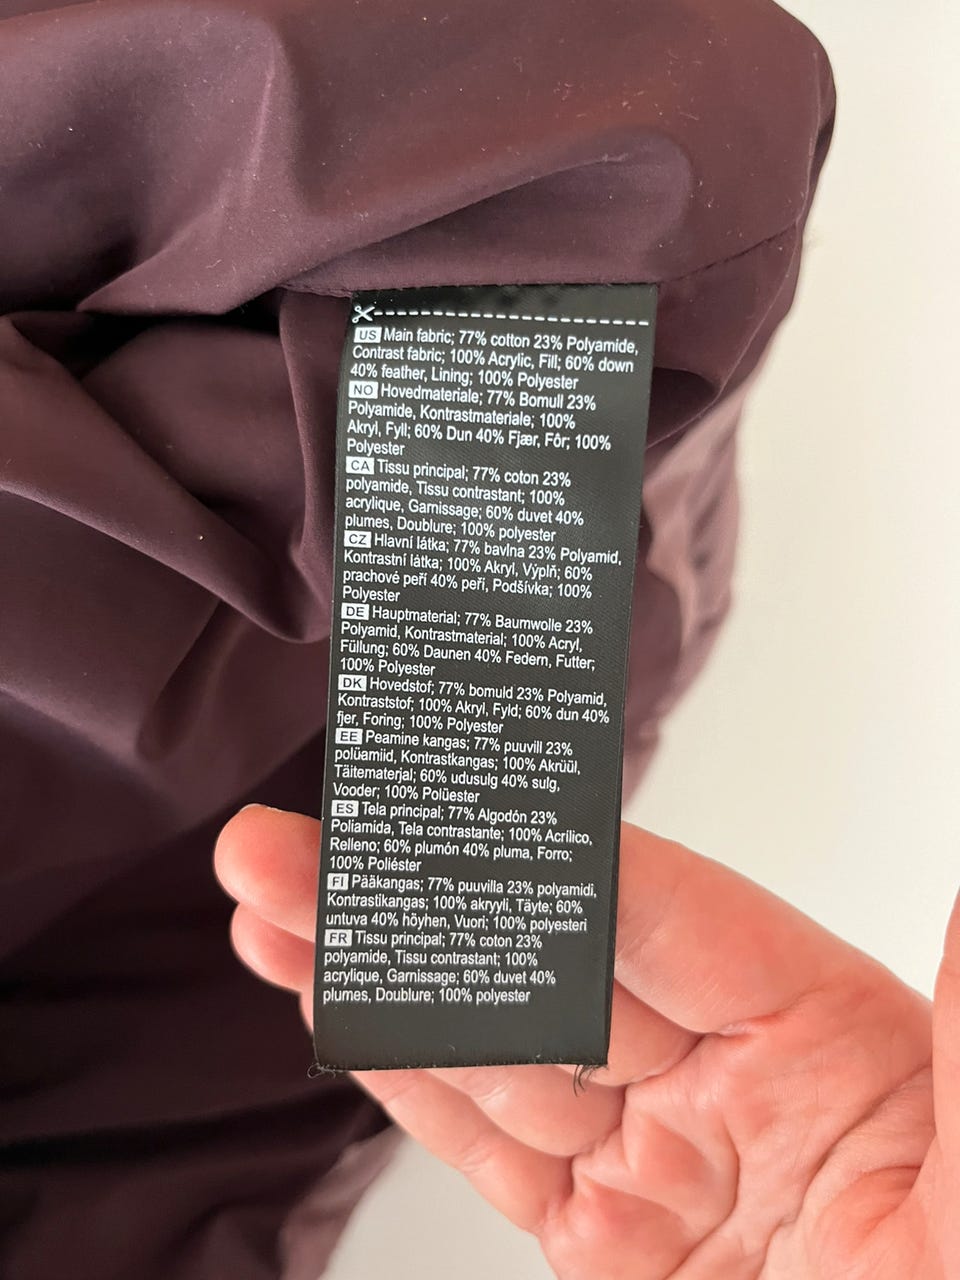 US Main fabric; 77% cotton 23% Polyamide,
Contrast fabric; 100% Acrylic, Fill; 60% down
40% feather, Lining; 100% Polyester
NO Hovedmateriale; 77% Bomull 23%
Polyamide, Kontrastmateriale; 100%
Akryl, Fyll; 60% Dun 40% Fjær, Fôr; 100%
Polyester
CA Tissu principal; 77% coton 23%
polyamide, Tissu contrastant; 100%
acrylique, Garnissage; 60% duvet 40%
plumes, Doublure; 100% polyester
CZ Hlavní látka; 77% bavlna 23% Polyamid,
Kontrastní látka; 100% Akryl, Výplň; 60%
prachové peří 40% peří, Podšívka; 100%
Polyester
DE Hauptmaterial; 77% Baumwolle 23%
Polyamid, Kontrastmaterial; 100% Acryl,
Füllung; 60% Daunen 40% Federn, Futter;
100% Polyester
DK Hovedstof; 77% bomuld 23% Polyamid,
Kontraststof; 100% Akryl, Fyld; 60% dun 40%
fjer, Foring; 100% Polyester
EE Peamine kangas; 77% puuvill 23%
polüamiid, Kontrastkangas; 100% Akrüül,
Täitematerjal; 60% udusulg 40% sulg,
Vooder; 100% Polüester
ES Tela principal; 77% Algodón 23%
Poliamida, Tela contrastante; 100% Acrílico,
Relleno; 60% plumón 40% pluma, Forro;
100% Poliéster
FI Pääkangas; 77% puuvilla 23% polyamidi,
Kontrastikangas; 100% akryyli, Täyte; 60%
untuva 40% höyhen, Vuori; 100% polyesteri
FR Tissu principal; 77% coton 23%
polyamide, Tissu contrastant; 100%
acrylique, Garnissage; 60% duvet 40%
plumes, Doublure; 100% polyester